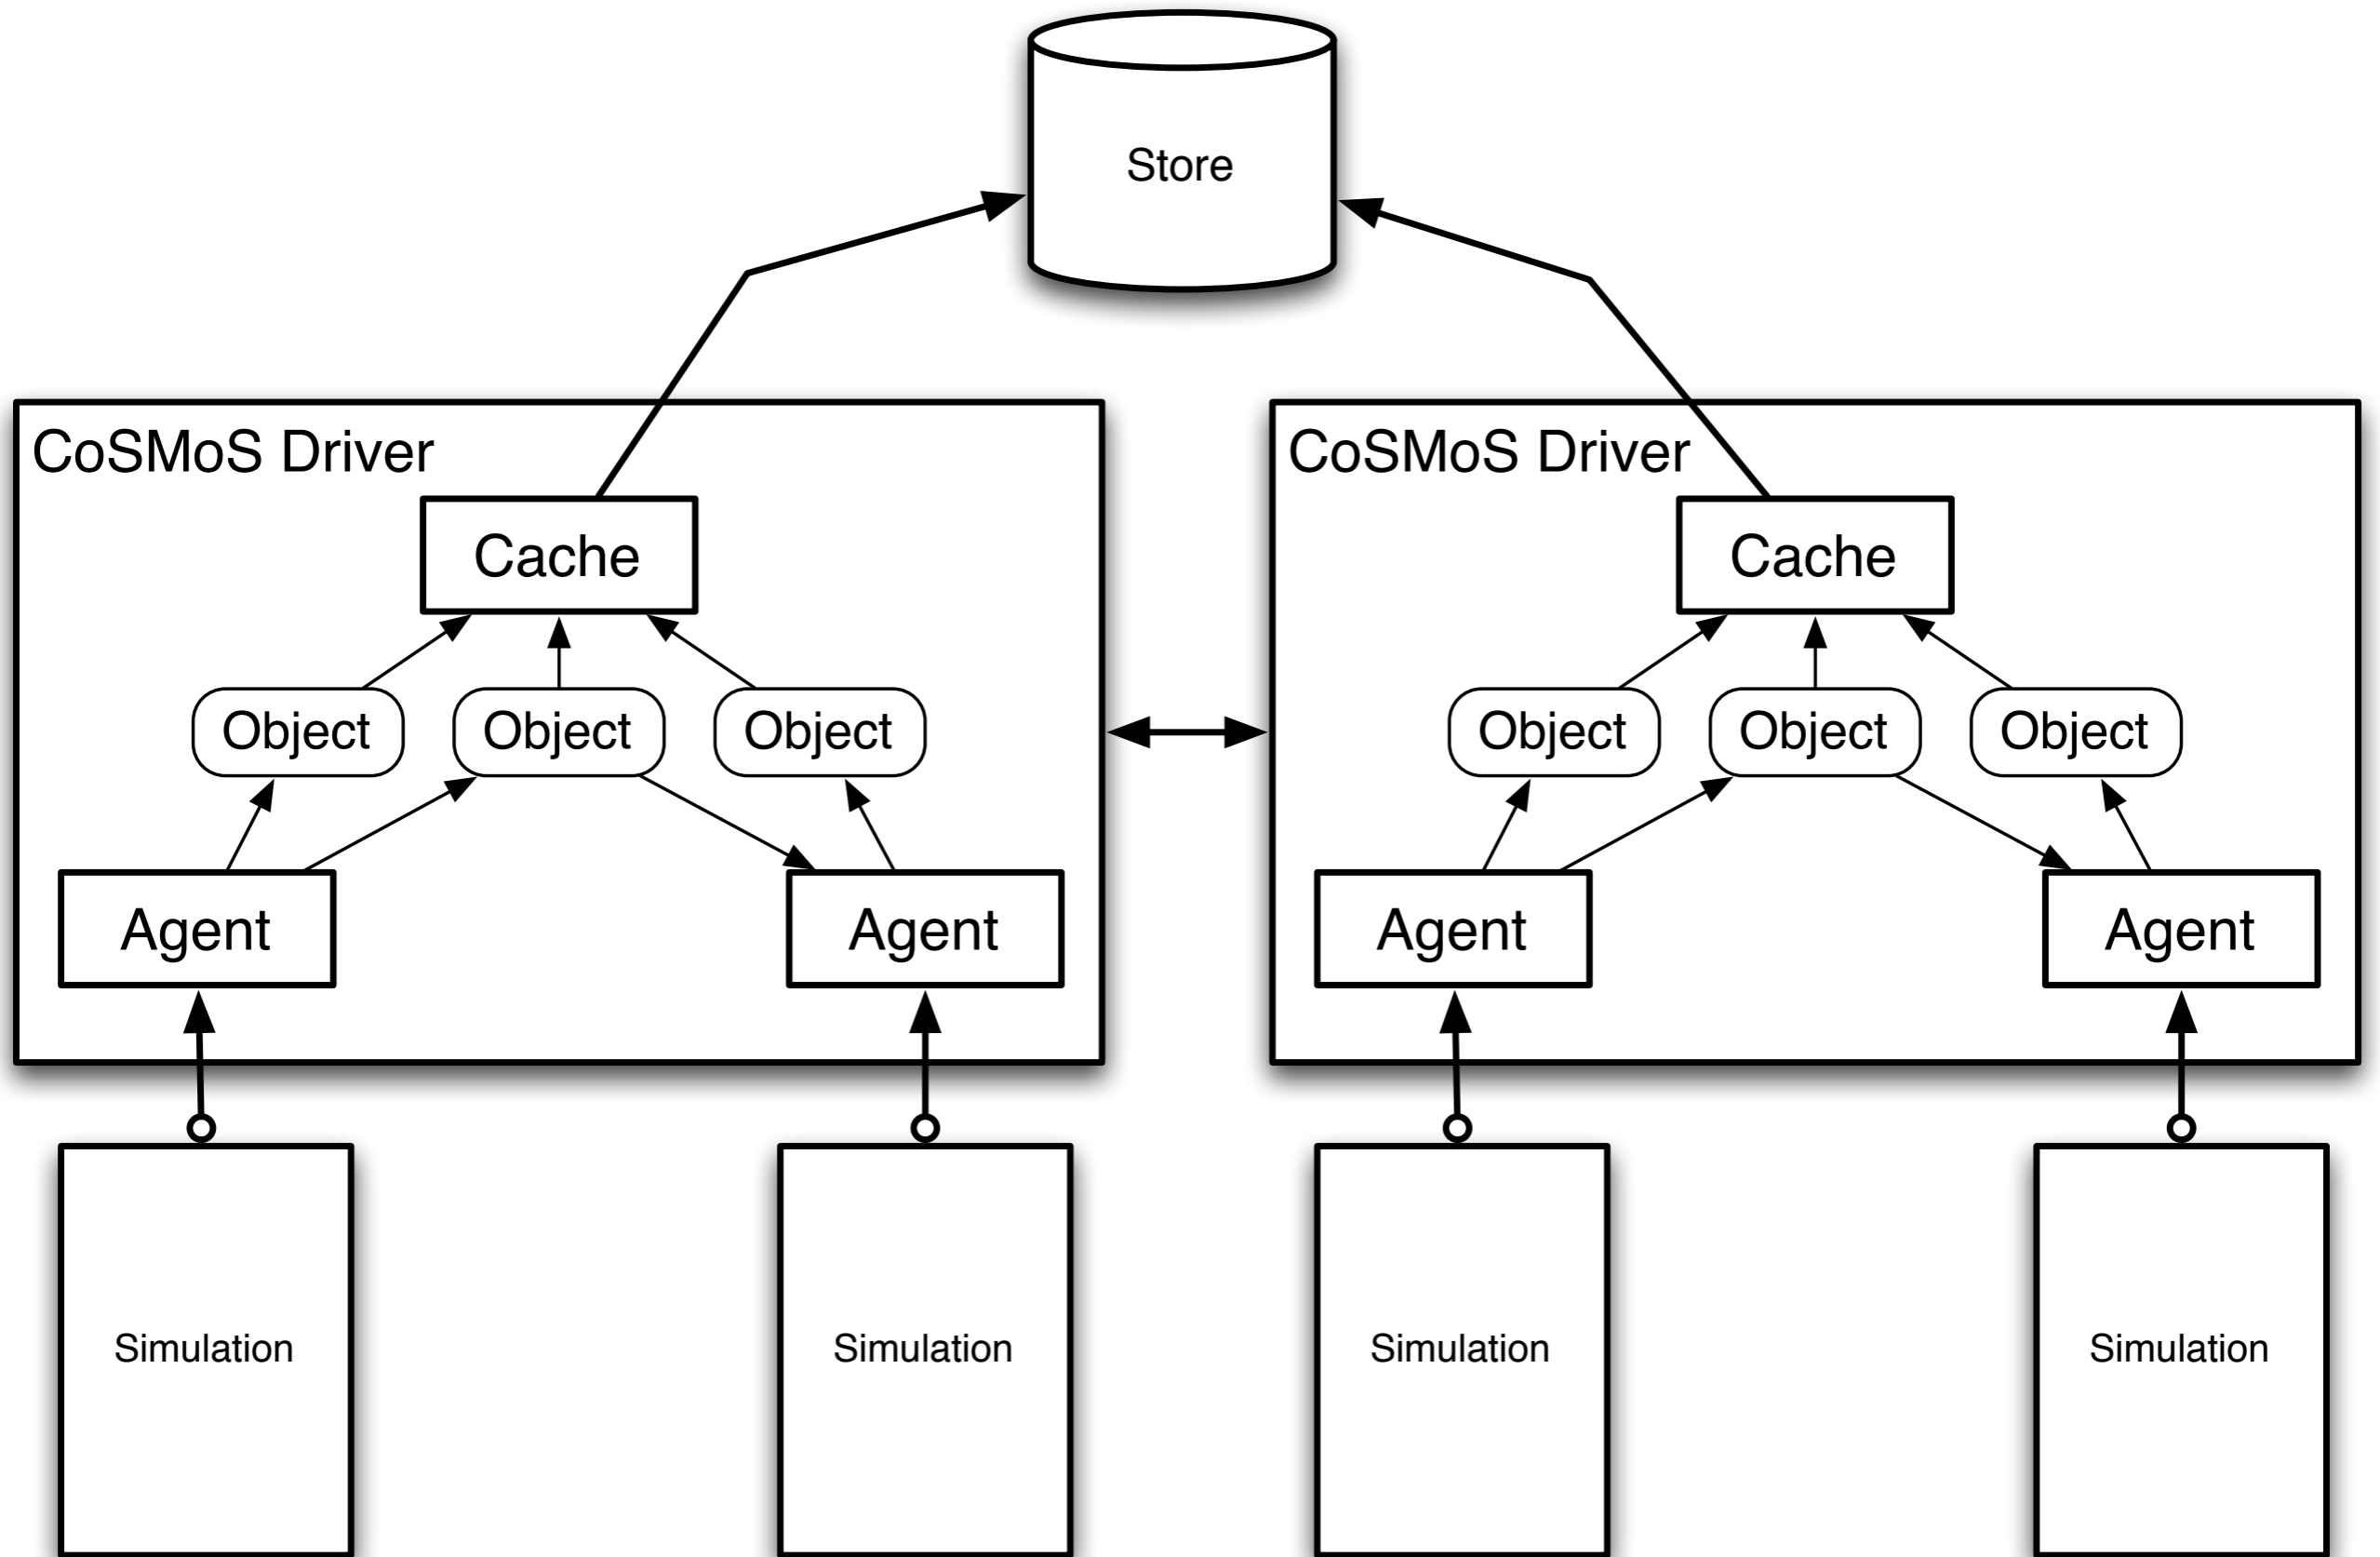 Store
CoSMoS Driver
CoSMoS Driver
Cache
Cache
Object
Object
Object
Object
Object
Object
Agent
Agent
Agent
Agent
Simulation
Simulation
Simulation
Simulation